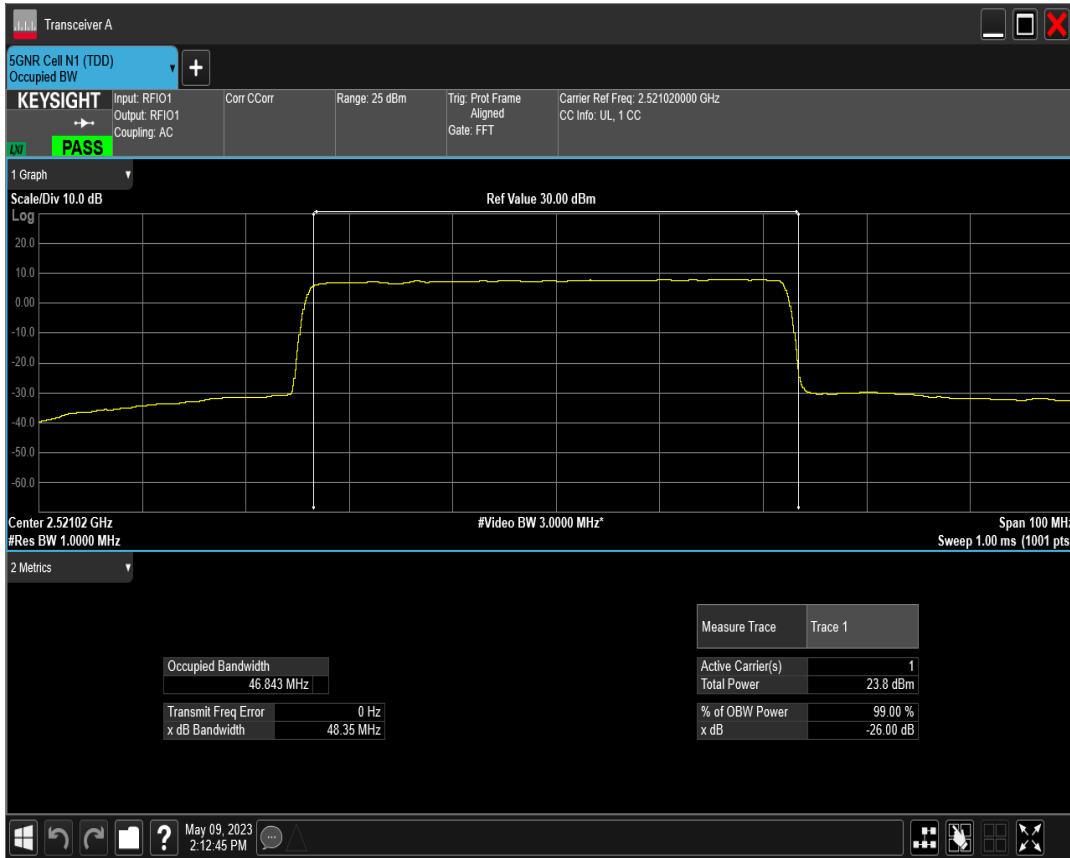 Transceiver A
5GNR Cell N1 (TDD)
Occupied BW
KEYSIGHT
LXI
PASS
Input: RFIO1
Output: RFIO1
Coupling: AC
Corr CCorr
Range: 25 dBm
Trig: Prot Frame
Aligned
Gate: FFT
Carrier Ref Freq: 2.521020000 GHz
CC Info: UL, 1 CC
1 Graph
Scale/Div 10.0 dB
Ref Value 30.00 dBm
Log
20.0
10.0
0.00
-10.0
-20.0
-30.0
-40.0
-50.0
-60.0
Center 2.52102 GHz
#Video BW 3.0000 MHz*
Span 100 MHz
#Res BW 1.0000 MHz
Sweep 1.00 ms (1001 pts
2 Metrics
Measure Trace Trace 1
Occupied Bandwidth
46.843 MHz
Transmit Freq Error 0 Hz
x dB Bandwidth 48.35 MHz
Active Carrier(s) 1
Total Power 23.8 dBm
% of OBW Power 99.00 %
x dB -26.00 dB
May 09, 2023
2:12:45 PM